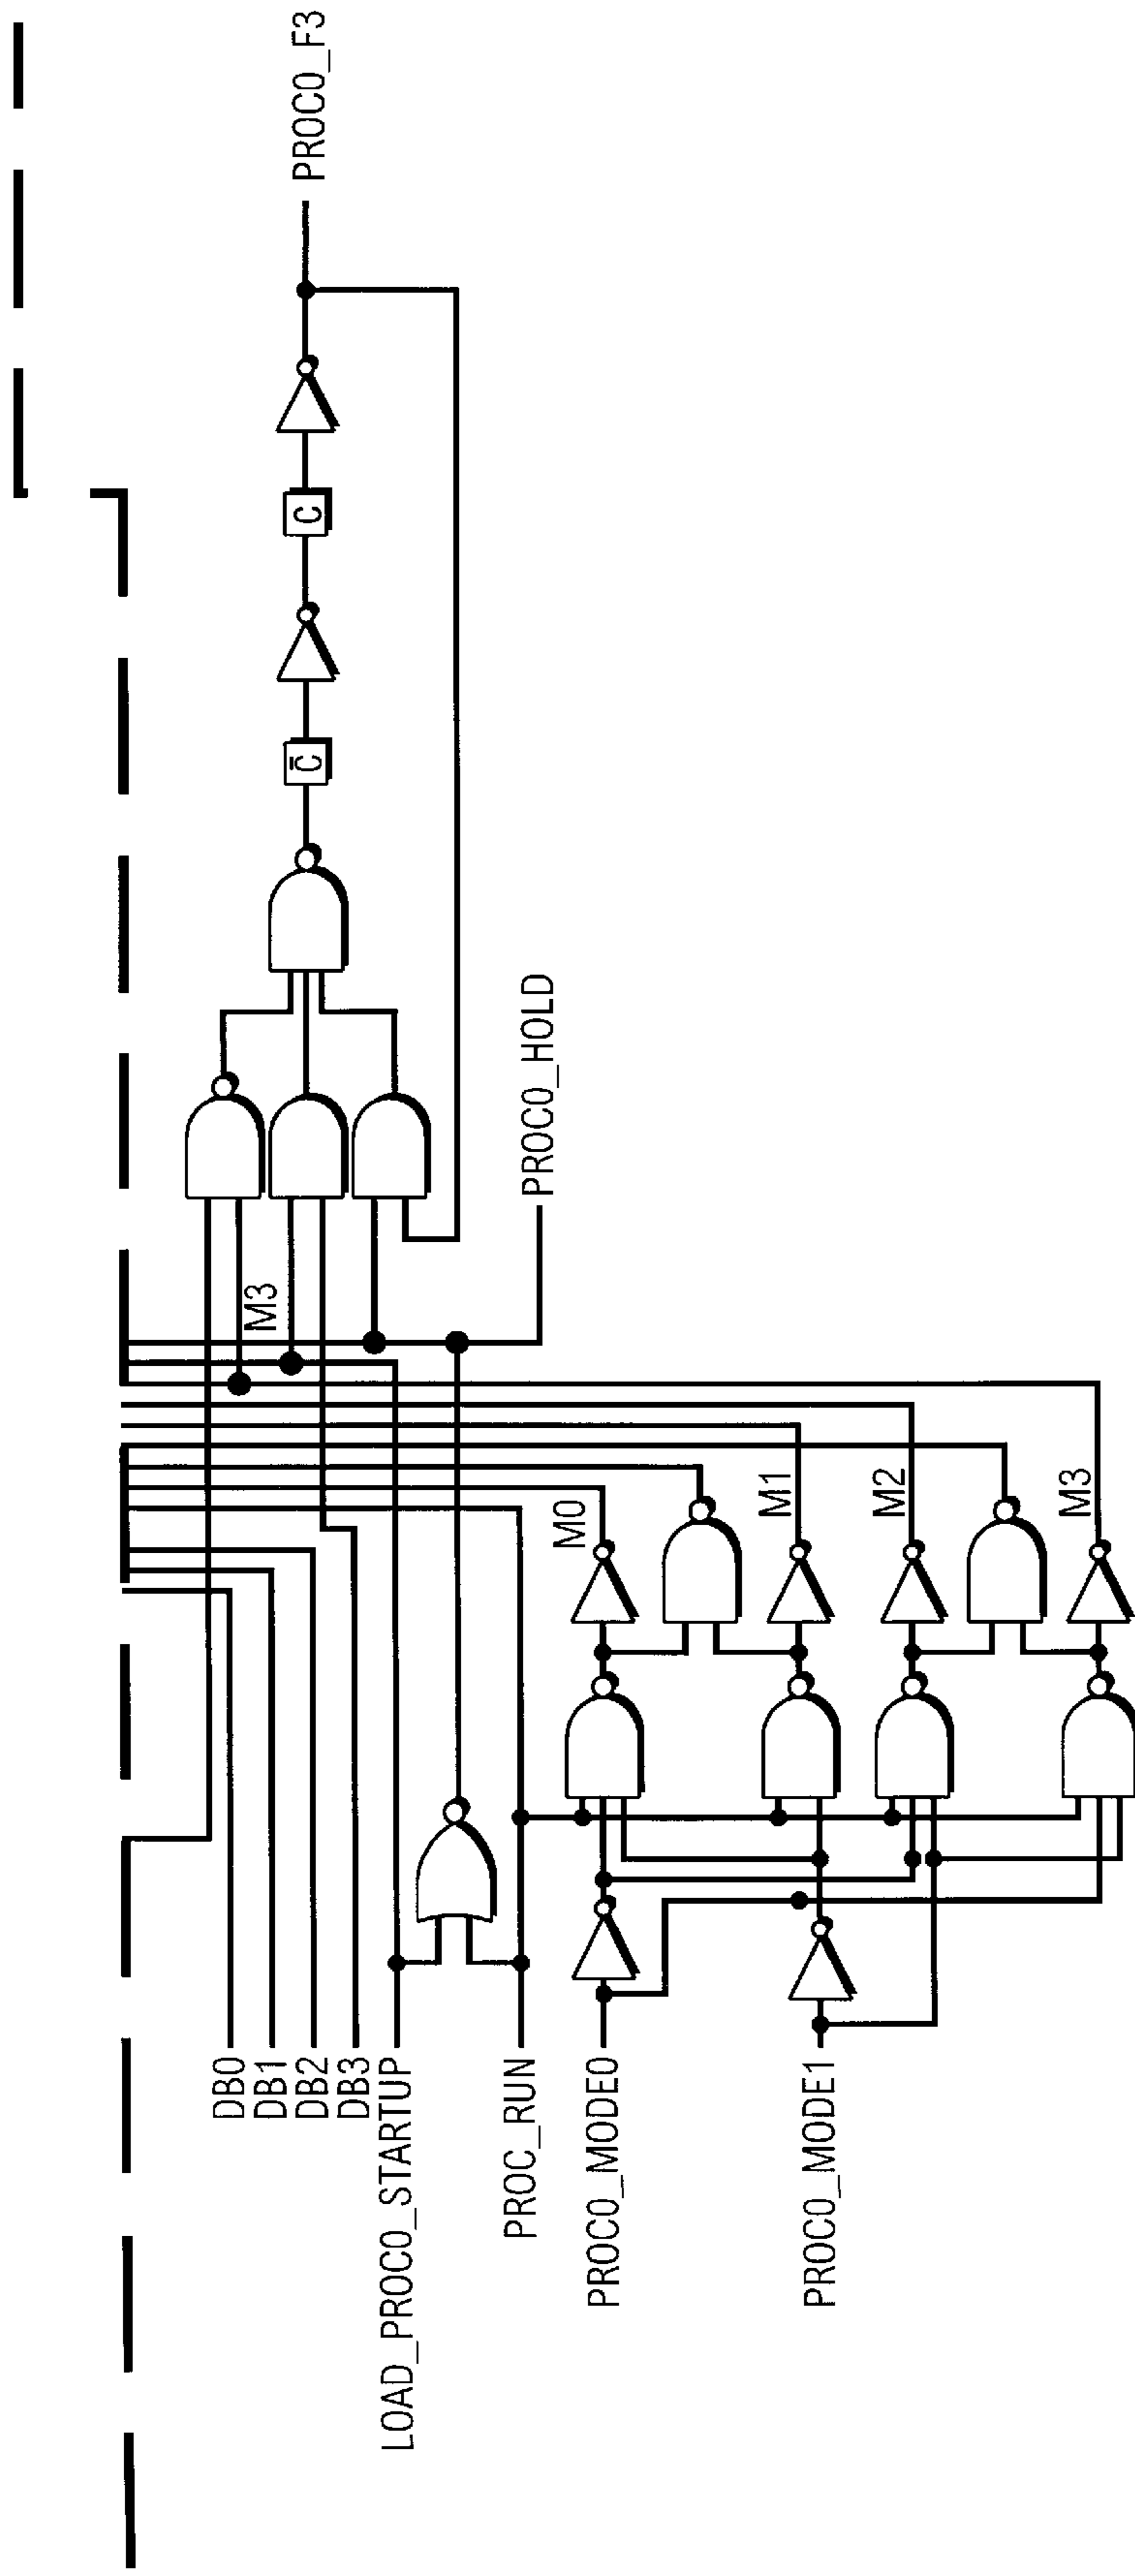 PROC0_F3
C
C̅
PROC0_HOLD
M3
M0
M1
M2
M3
DB0
DB1
DB2
DB3
LOAD_PROC0_STARTUP
PROC_RUN
PROC0_MODE0
PROC0_MODE1